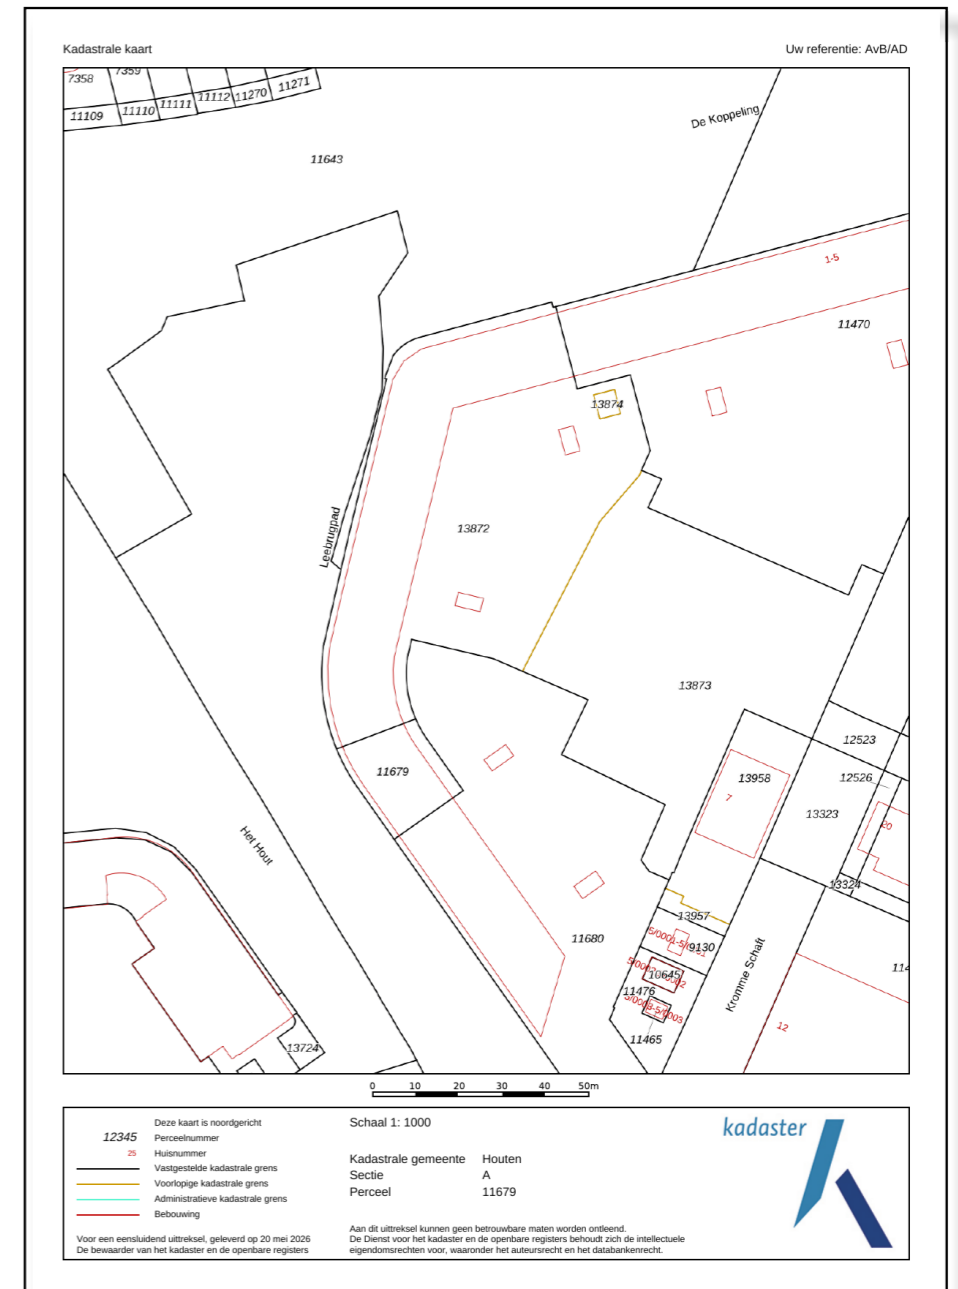 Kadastrale kaart
Uw referentie: AvB/AD
7358
7359
11109
11110
11111
11112
11270
11271
De Koppeling
11643
1-5
11470
13874
13872
Leebrugpad
13873
12523
11679
13958
12526
7
13323
20
Het Hout
13324
13957
11680
9130
10645
11476
Kromme Schaft
12
13724
11465
0 10 20 30 40 50m
Deze kaart is noordgericht
12345 Perceelnummer
25 Huisnummer
Vastgestelde kadastrale grens
Voorlopige kadastrale grens
Administratieve kadastrale grens
Bebouwing
Voor een eensluidend uittreksel, geleverd op 20 mei 2026
De bewaarder van het kadaster en de openbare registers
Schaal 1: 1000
Kadastrale gemeente Houten
Sectie A
Perceel 11679
Aan dit uittreksel kunnen geen betrouwbare maten worden ontleend.
De Dienst voor het kadaster en de openbare registers behoudt zich de intellectuele
eigendomsrechten voor, waaronder het auteursrecht en het databankenrecht.
kadaster